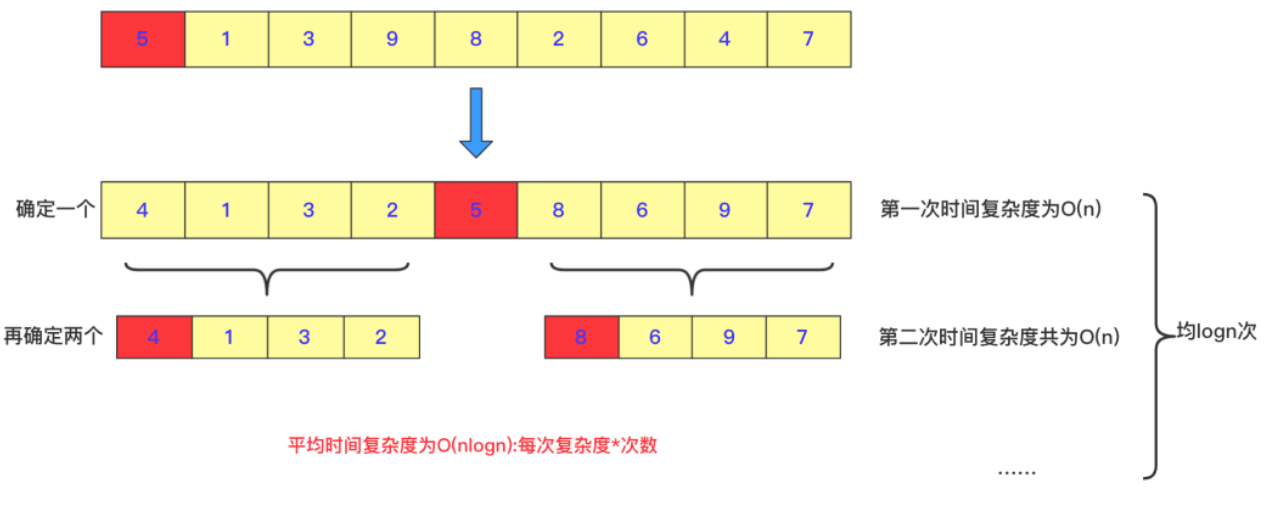 5 1 3 9 8 2 6 4 7
确定一个 4 1 3 2 5 8 6 9 7 第一次时间复杂度为O(n)
再确定两个 4 1 3 2 8 6 9 7 第二次时间复杂度共为O(n)
均logn次
平均时间复杂度为O(nlogn):每次复杂度*次数
......